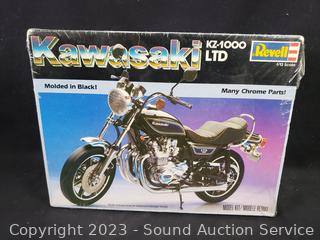 Kawasaki
KZ-1000
LTD
Revell
1/12 Scale
Molded in Black!
Many Chrome Parts!
MODEL KIT/MODELE REDUIT
Copyright 2023 - Sound Auction Service